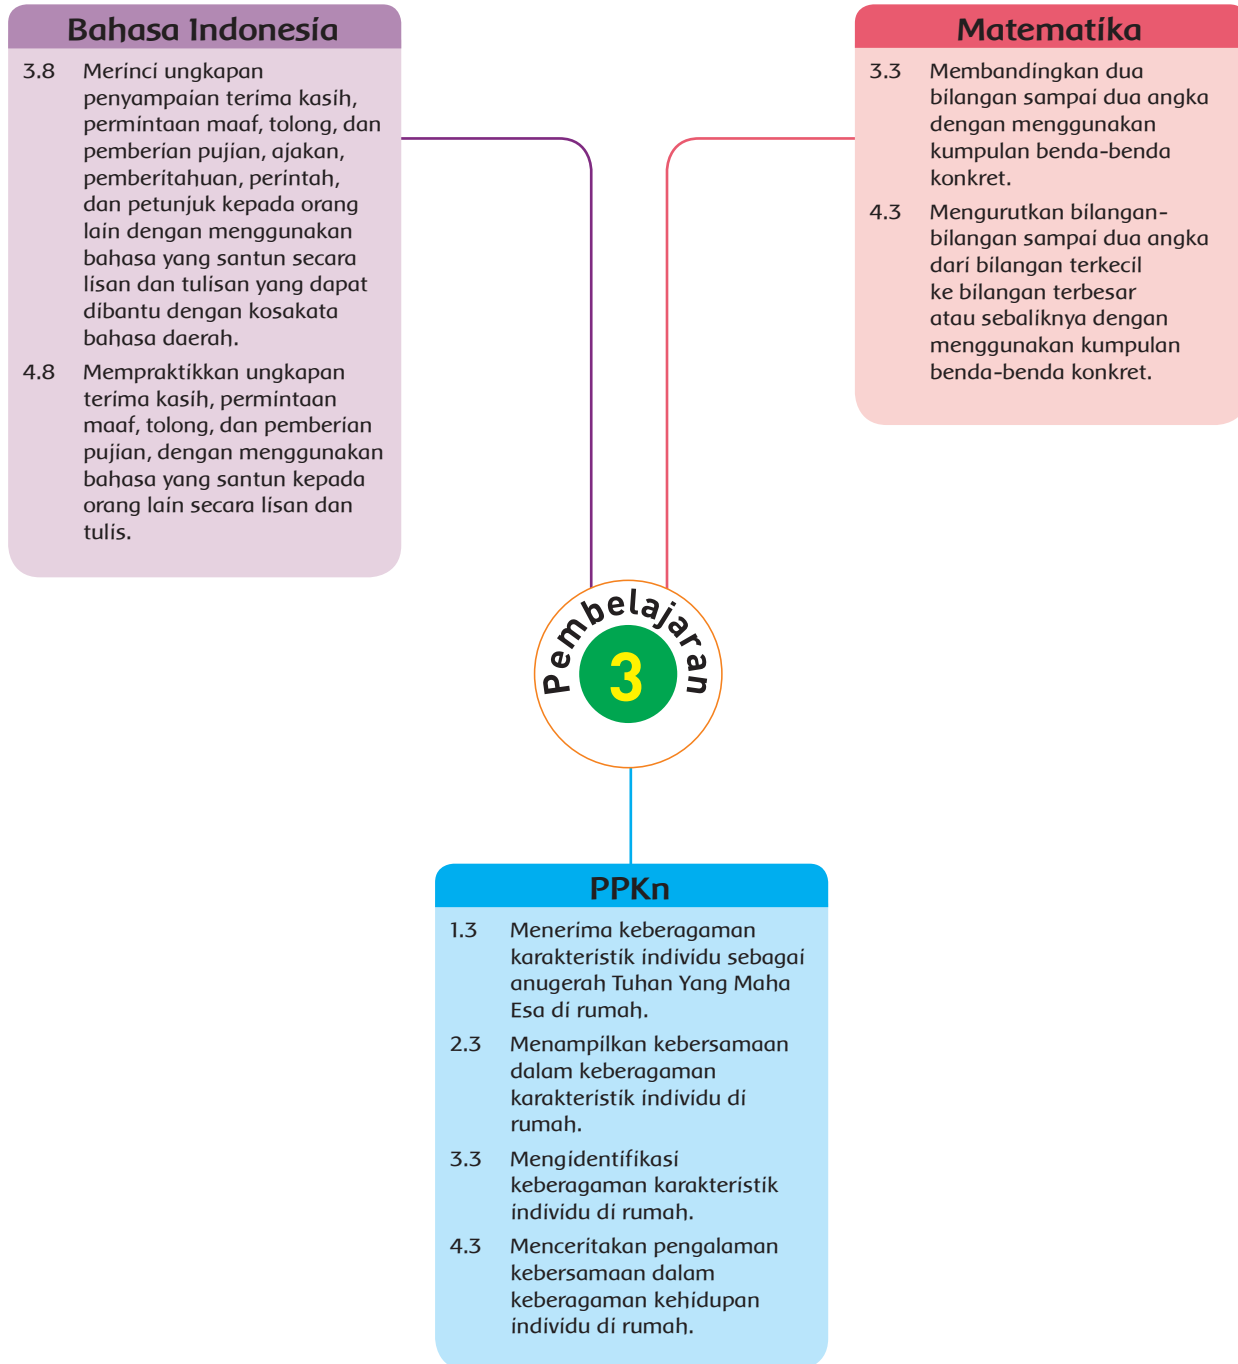 Bahasa Indonesia
3.8 Merinci ungkapan
penyampaian terima kasih,
permintaan maaf, tolong, dan
pemberian pujian, ajakan,
pemberitahuan, perintah,
dan petunjuk kepada orang
lain dengan menggunakan
bahasa yang santun secara
lisan dan tulisan yang dapat
dibantu dengan kosakata
bahasa daerah.
4.8 Mempraktikkan ungkapan
terima kasih, permintaan
maaf, tolong, dan pemberian
pujian, dengan menggunakan
bahasa yang santun kepada
orang lain secara lisan dan
tulis.
Matematika
3.3 Membandingkan dua
bilangan sampai dua angka
dengan menggunakan
kumpulan benda-benda
konkret.
4.3 Mengurutkan bilangan-
bilangan sampai dua angka
dari bilangan terkecil
ke bilangan terbesar
atau sebaliknya dengan
menggunakan kumpulan
benda-benda konkret.
Pembelajaran
3
PPKn
1.3 Menerima keberagaman
karakteristik individu sebagai
anugerah Tuhan Yang Maha
Esa di rumah.
2.3 Menampilkan kebersamaan
dalam keberagaman
karakteristik individu di
rumah.
3.3 Mengidentifikasi
keberagaman karakteristik
individu di rumah.
4.3 Menceritakan pengalaman
kebersamaan dalam
keberagaman kehidupan
individu di rumah.